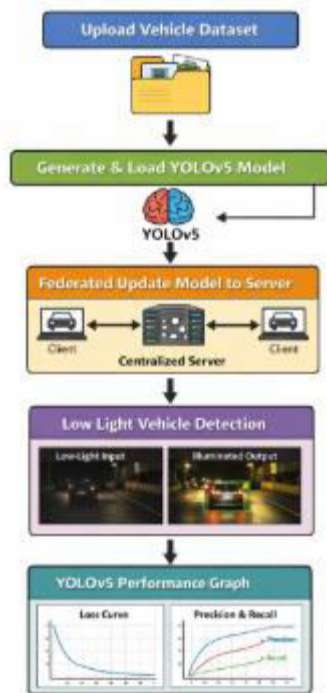 Upload Vehicle Dataset
Generate & Load YOLOv5 Model
YOLOv5
Federated Update Model to Server
Client
Client
Centralized Server
Low Light Vehicle Detection
Low-Light Input
Illuminated Output
YOLOv5 Performance Graph
Loss Curve
Precision & Recall
Precision
Recall